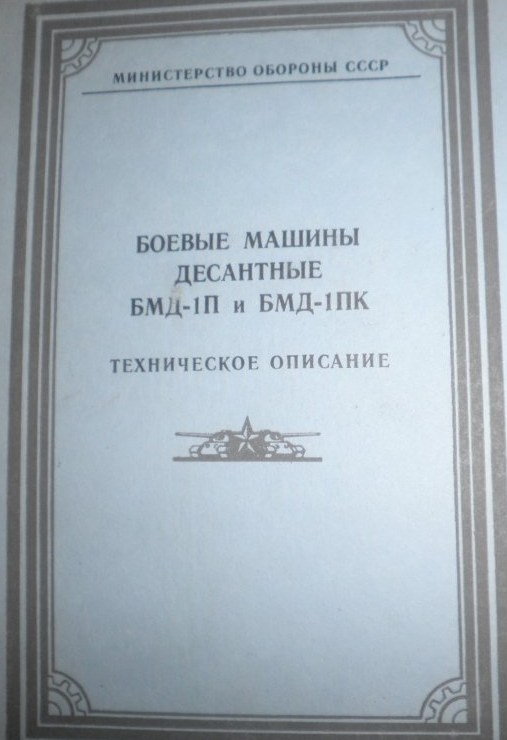 МИНИСТЕРСТВО ОБОРОНЫ СССР
БОЕВЫЕ МАШИНЫ
ДЕСАНТНЫЕ
БМД-1П и БМД-1ПК
ТЕХНИЧЕСКОЕ ОПИСАНИЕ